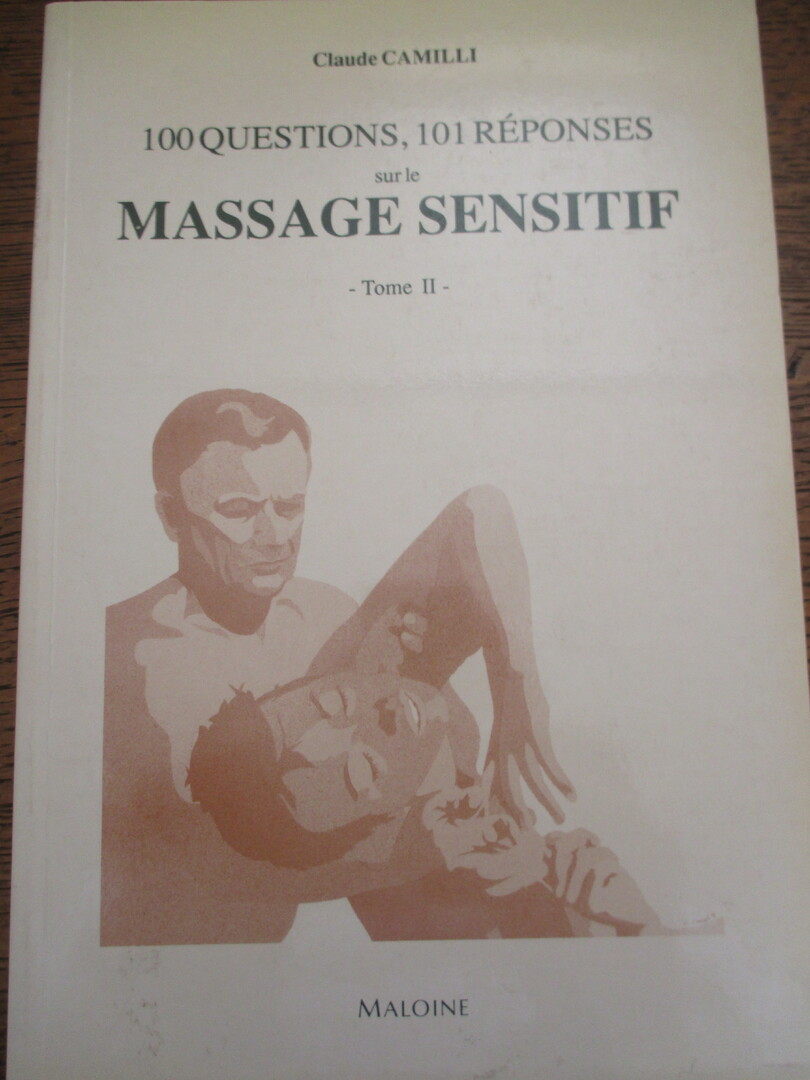 Claude CAMILLI
100 QUESTIONS, 101 RÉPONSES
sur le
MASSAGE SENSITIF
- Tome II -
MALOINE